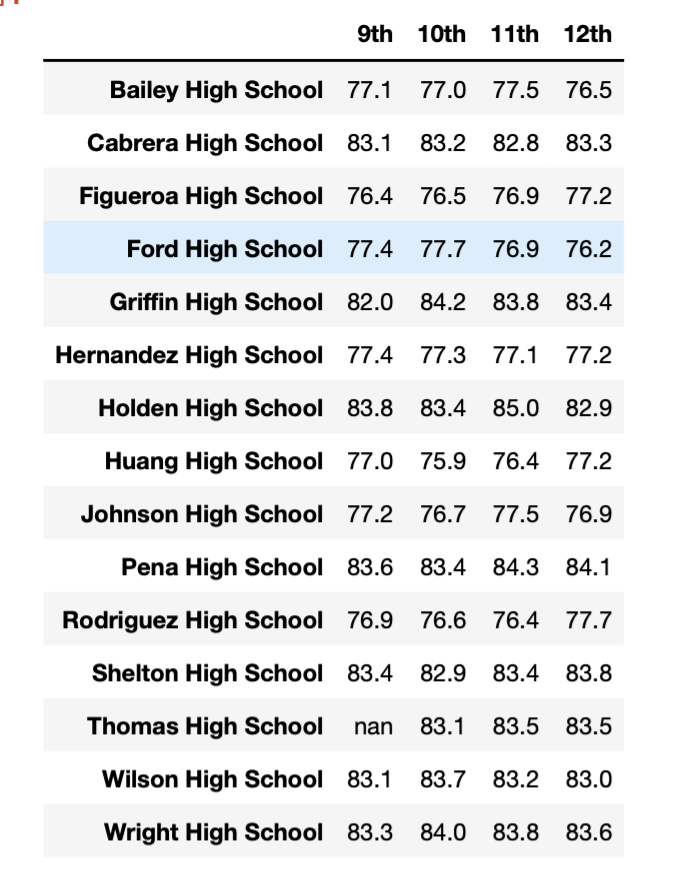 9th 10th 11th 12th
Bailey High School 77.1 77.0 77.5 76.5
Cabrera High School 83.1 83.2 82.8 83.3
Figueroa High School 76.4 76.5 76.9 77.2
Ford High School 77.4 77.7 76.9 76.2
Griffin High School 82.0 84.2 83.8 83.4
Hernandez High School 77.4 77.3 77.1 77.2
Holden High School 83.8 83.4 85.0 82.9
Huang High School 77.0 75.9 76.4 77.2
Johnson High School 77.2 76.7 77.5 76.9
Pena High School 83.6 83.4 84.3 84.1
Rodriguez High School 76.9 76.6 76.4 77.7
Shelton High School 83.4 82.9 83.4 83.8
Thomas High School nan 83.1 83.5 83.5
Wilson High School 83.1 83.7 83.2 83.0
Wright High School 83.3 84.0 83.8 83.6